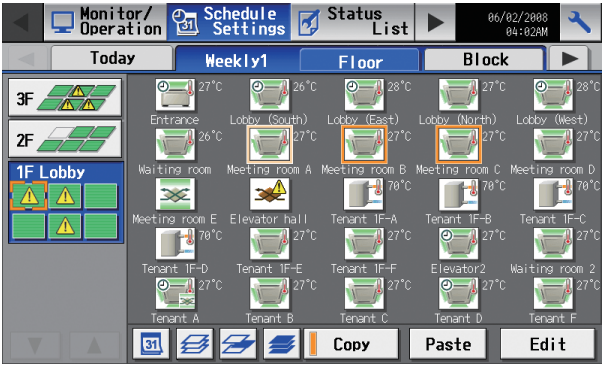 Monitor/ Operation
31 Schedule Settings
Status List
06/02/2008 04:02AM
Today Weekly1 Floor Block
3F
2F
1F Lobby
27°C 26°C 28°C 27°C 28°C
Entrance Lobby (South) Lobby (East) Lobby (North) Lobby (West)
26°C 27°C 27°C 27°C 27°C
Waiting room Meeting room A Meeting room B Meeting room C Meeting room D
70°C 70°C 70°C
Meeting room E Elevator hall Tenant 1F-A Tenant 1F-B Tenant 1F-C
70°C 27°C 27°C 27°C 27°C
Tenant 1F-D Tenant 1F-E Tenant 1F-F Elevator2 Waiting room 2
27°C 27°C 27°C 27°C 27°C
Tenant A Tenant B Tenant C Tenant D Tenant F
31 Copy Paste Edit